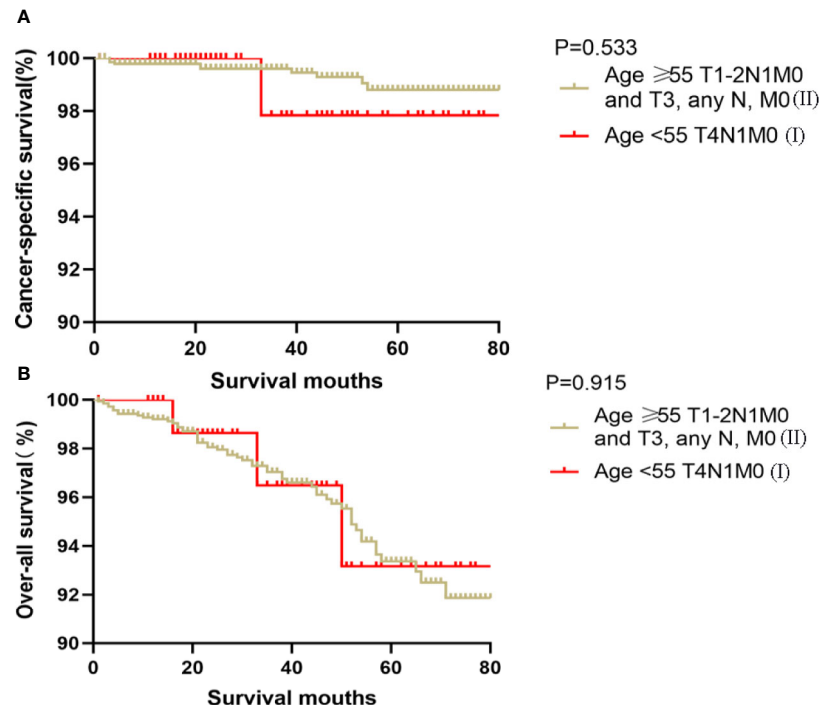 A
P=0.533
Cancer-specific survival(%)
100
98
96
94
92
90
0 20 40 60 80
Survival mouths
Age ≥55 T1-2N1M0
and T3, any N, M0 (II)
Age <55 T4N1M0 (I)
B
P=0.915
Over-all survival( %)
100
98
96
94
92
90
0 20 40 60 80
Survival mouths
Age ≥55 T1-2N1M0
and T3, any N, M0 (II)
Age <55 T4N1M0 (I)